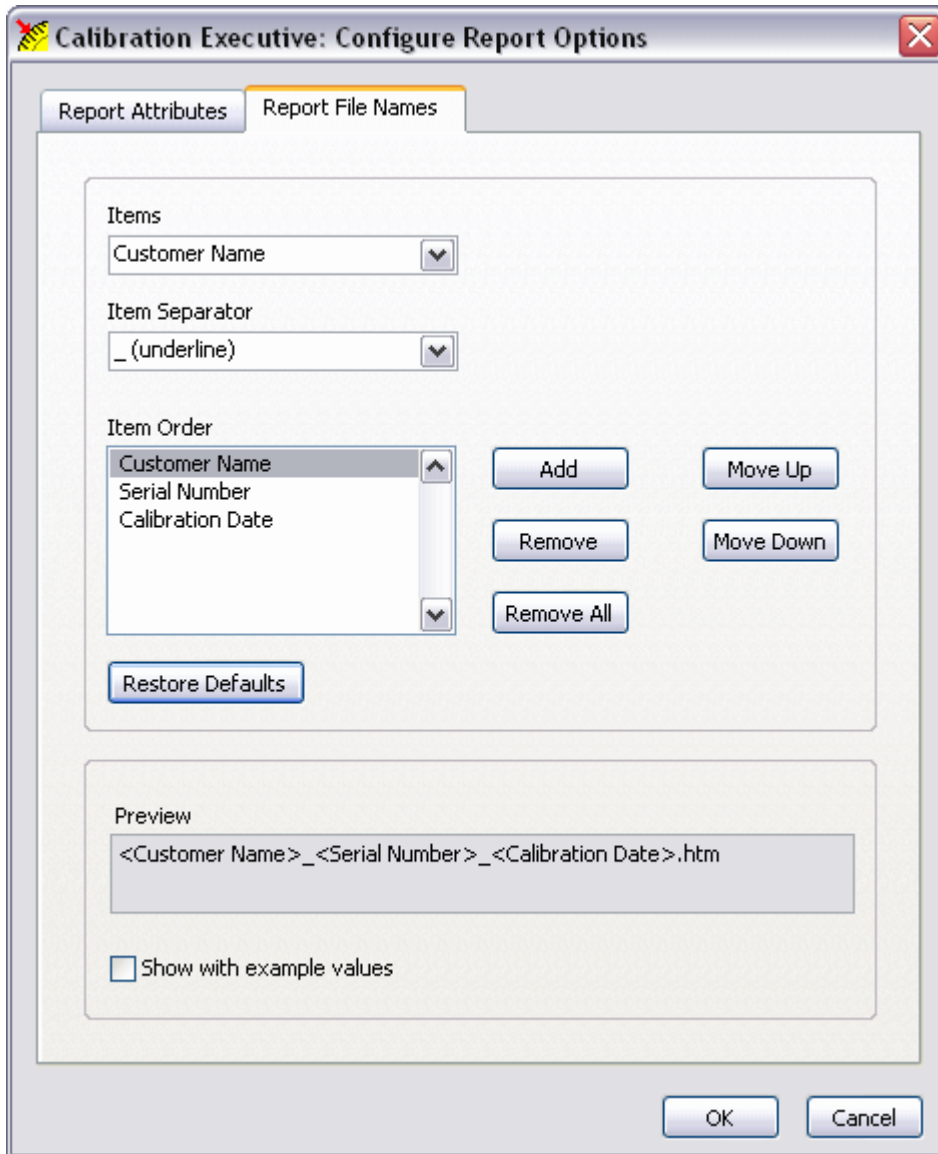 Calibration Executive: Configure Report Options
Report Attributes
Report File Names
Items
Customer Name
Item Separator
_ (underline)
Item Order
Customer Name
Serial Number
Calibration Date
Add
Move Up
Remove
Move Down
Remove All
Restore Defaults
Preview
<Customer Name>_<Serial Number>_<Calibration Date>.htm
Show with example values
OK
Cancel